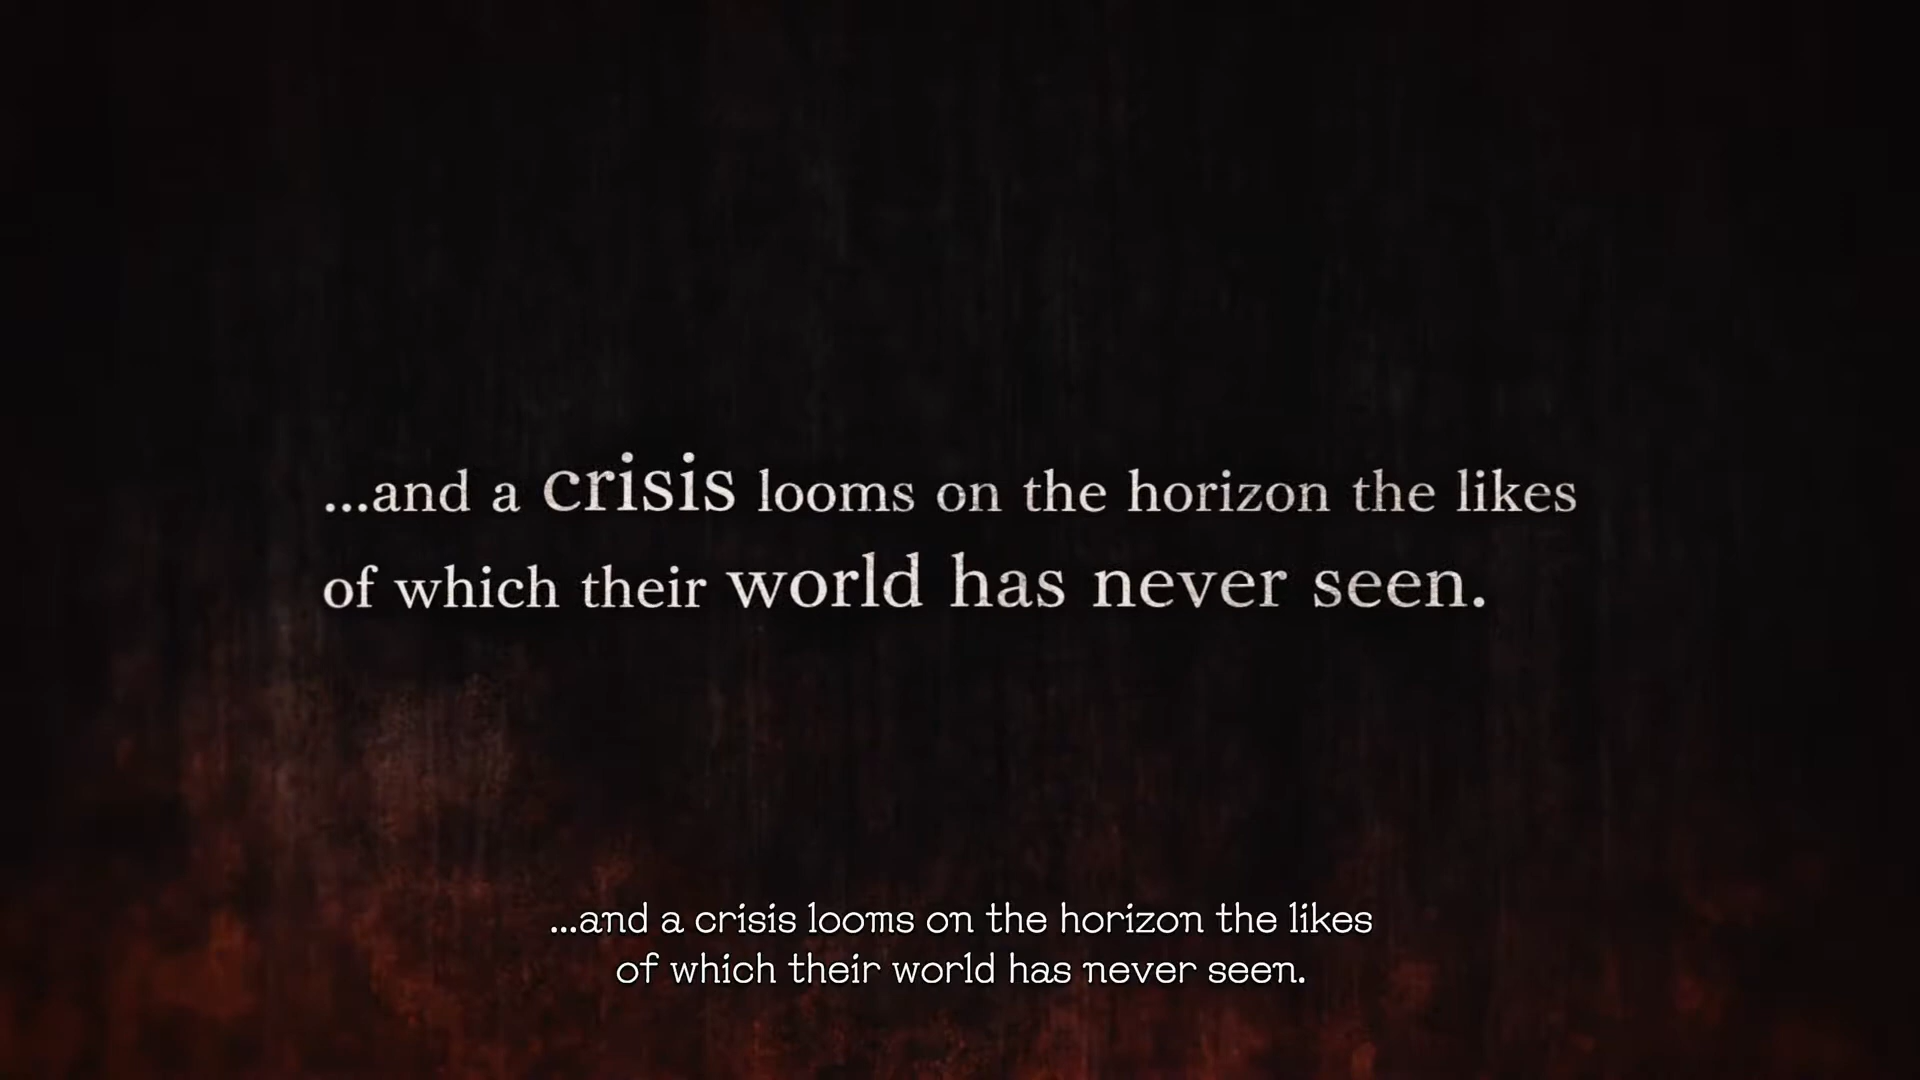 ...and a crisis looms on the horizon the likes
of which their world has never seen.
...and a crisis looms on the horizon the likes
of which their world has never seen.